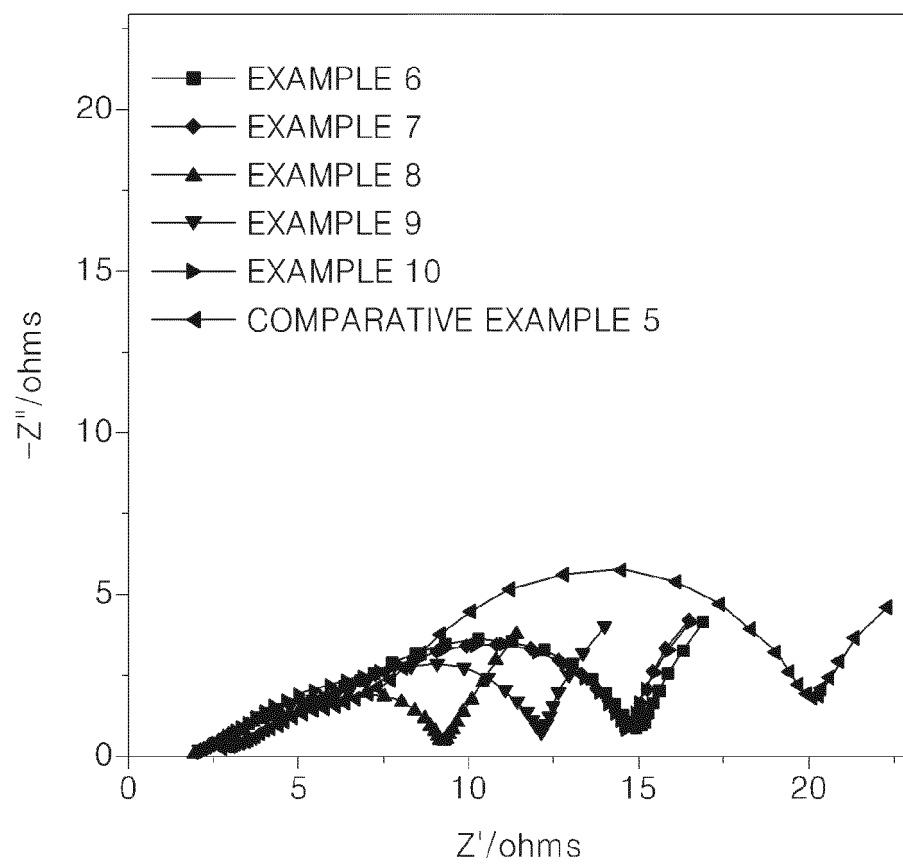 EXAMPLE 6
EXAMPLE 7
EXAMPLE 8
EXAMPLE 9
EXAMPLE 10
COMPARATIVE EXAMPLE 5
20
15
10
5
0
-Z''/ohms
0 5 10 15 20
Z'/ohms